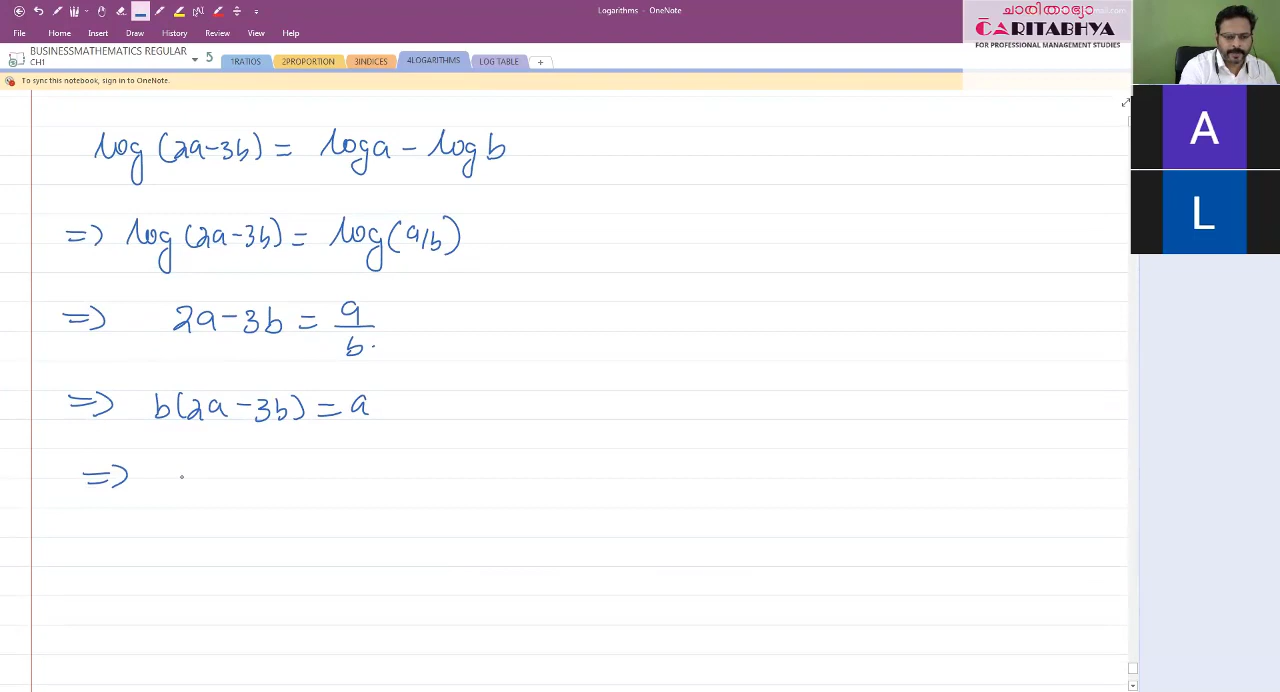 Logarithms - OneNote
ചാരിതാഭ്യാ
mail.com
CARITABHYA
FOR PROFESSIONAL MANAGEMENT STUDIES
File Home Insert Draw History Review View Help
BUSINESSMATHEMATICS REGULAR
CH1
1RATIOS 2PROPORTION 3INDICES 4LOGARITHMS LOG TABLE +
To sync this notebook, sign in to OneNote.
A
L
log (2a-3b) = log a - log b
=> log (2a-3b) = log (a/b)
=> 2a-3b = a/b.
=> b(2a-3b) = a
=>